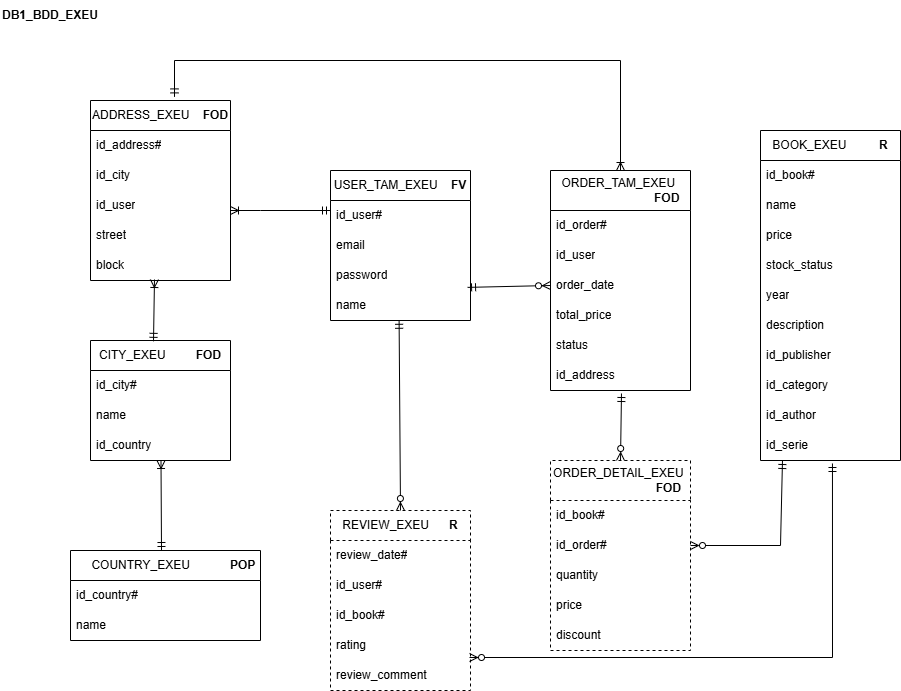 DB1_BDD_EXEU
ADDRESS_EXEU FOD
id_address#
id_city
id_user
street
block
USER_TAM_EXEU FV
id_user#
email
password
name
ORDER_TAM_EXEU
FOD
id_order#
id_user
order_date
total_price
status
id_address
BOOK_EXEU R
id_book#
name
price
stock_status
year
description
id_publisher
id_category
id_author
id_serie
CITY_EXEU FOD
id_city#
name
id_country
COUNTRY_EXEU POP
id_country#
name
REVIEW_EXEU R
review_date#
id_user#
id_book#
rating
review_comment
ORDER_DETAIL_EXEU
FOD
id_book#
id_order#
quantity
price
discount